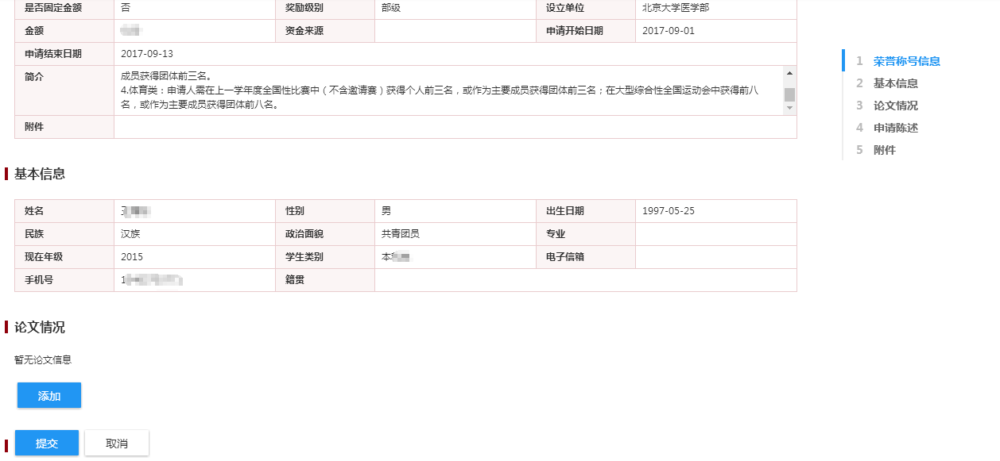 是否固定金额 否 奖励级别 部级 设立单位 北京大学医学部
金额 资金来源 申请开始日期 2017-09-01
申请结束日期 2017-09-13
简介 成员获得团体前三名。
4.体育类：申请人需在上一学年度全国性比赛中（不含邀请赛）获得个人前三名，或作为主要成员获得团体前三名；在大型综合性全国运动会中获得前八
名，或作为主要成员获得团体前八名。
附件
基本信息
姓名 性别 男 出生日期 1997-05-25
民族 汉族 政治面貌 共青团员 专业
现在年级 2015 学生类别 本 电子信箱
手机号 1 籍贯
论文情况
暂无论文信息
添加
提交 取消
1 荣誉称号信息
2 基本信息
3 论文情况
4 申请陈述
5 附件